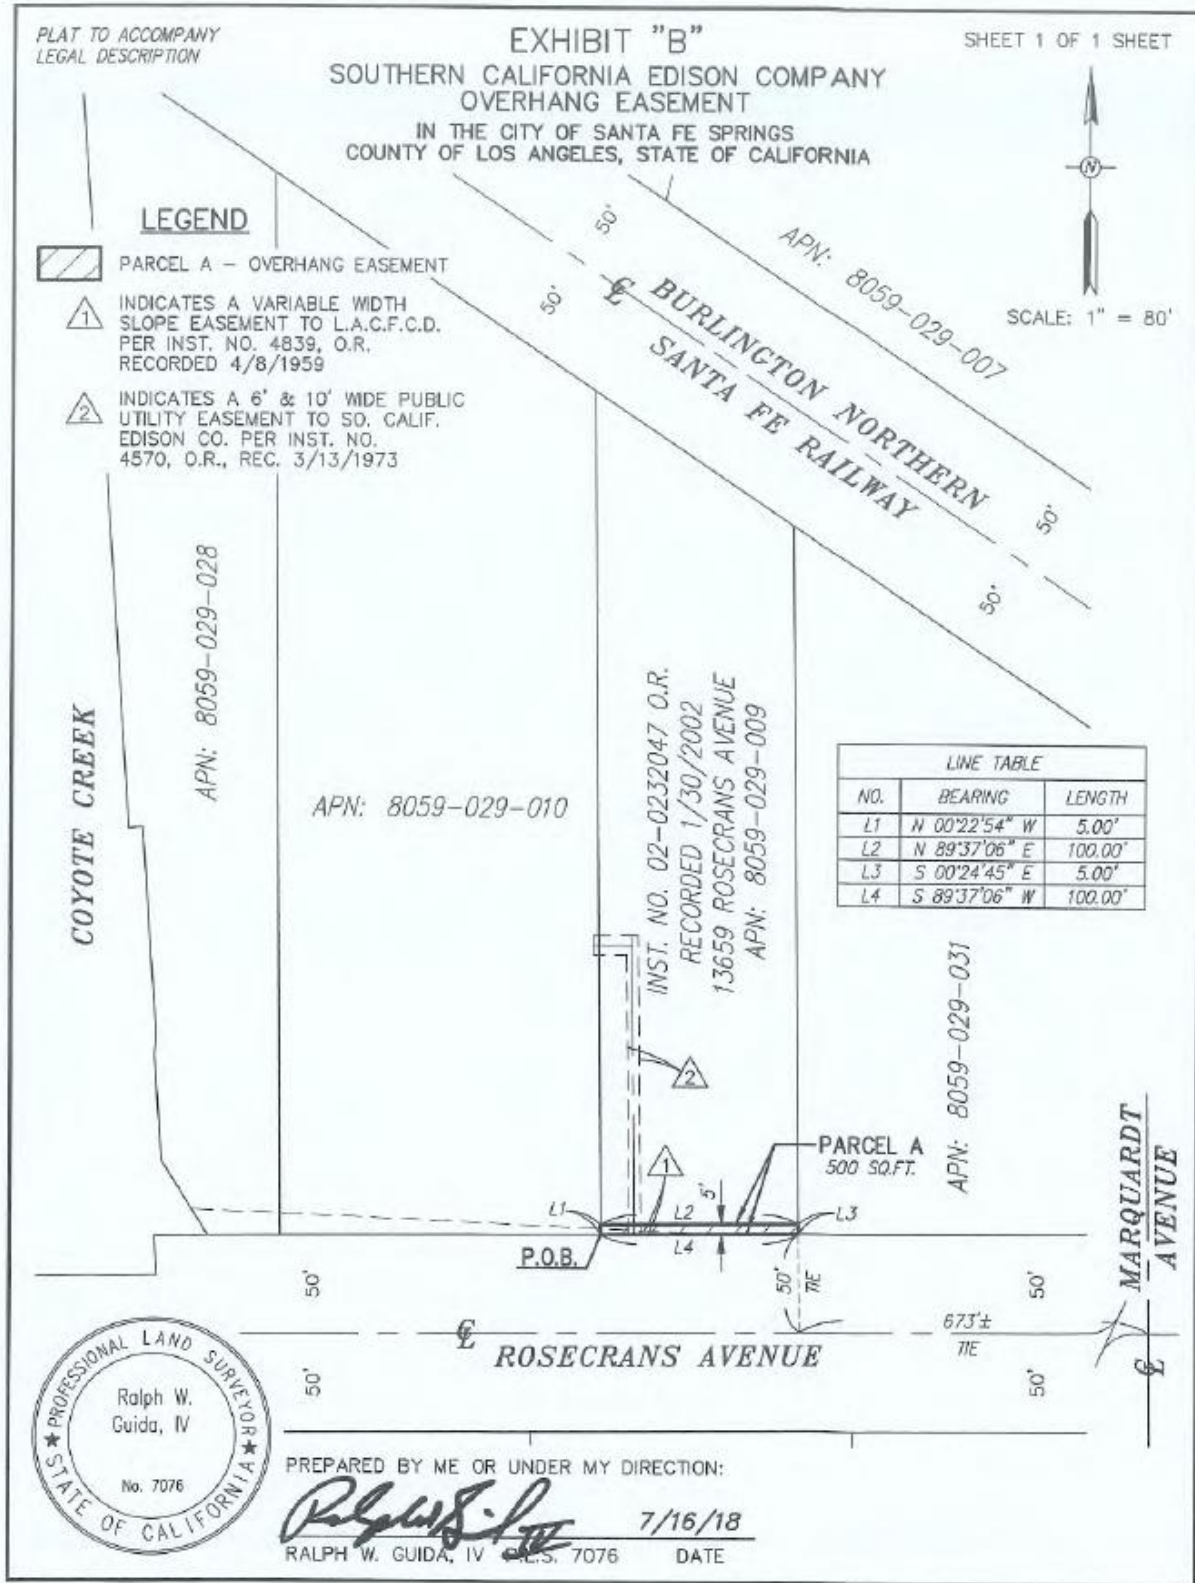 PLAT TO ACCOMPANY
LEGAL DESCRIPTION
EXHIBIT "B"
SOUTHERN CALIFORNIA EDISON COMPANY
OVERHANG EASEMENT
IN THE CITY OF SANTA FE SPRINGS
COUNTY OF LOS ANGELES, STATE OF CALIFORNIA
SHEET 1 OF 1 SHEET
N
SCALE: 1" = 80'
LEGEND
PARCEL A - OVERHANG EASEMENT
1
INDICATES A VARIABLE WIDTH
SLOPE EASEMENT TO L.A.C.F.C.D.
PER INST. NO. 4839, O.R.
RECORDED 4/8/1959
2
INDICATES A 6' & 10' WIDE PUBLIC
UTILITY EASEMENT TO SO. CALIF.
EDISON CO. PER INST. NO.
4570, O.R., REC. 3/13/1973
50'
50'
APN: 8059-029-007
℄ BURLINGTON NORTHERN
SANTA FE RAILWAY
50'
50'
COYOTE CREEK
APN: 8059-029-028
APN: 8059-029-010
INST. NO. 02-0232047 O.R.
RECORDED 1/30/2002
13659 ROSECRANS AVENUE
APN: 8059-029-009
LINE TABLE
NO. BEARING LENGTH
L1 N 00°22'54" W 5.00'
L2 N 89°37'06" E 100.00'
L3 S 00°24'45" E 5.00'
L4 S 89°37'06" W 100.00'
APN: 8059-029-031
2
1
PARCEL A
500 SQ.FT.
L1
L2
5'
L3
L4
P.O.B.
50'
TIE
50'
50'
673'±
TIE
MARQUARDT
AVENUE
℄
℄
ROSECRANS AVENUE
50'
50'
PROFESSIONAL LAND SURVEYOR
Ralph W.
Guida, IV
No. 7076
STATE OF CALIFORNIA
PREPARED BY ME OR UNDER MY DIRECTION:
7/16/18
RALPH W. GUIDA, IV P.L.S. 7076 DATE